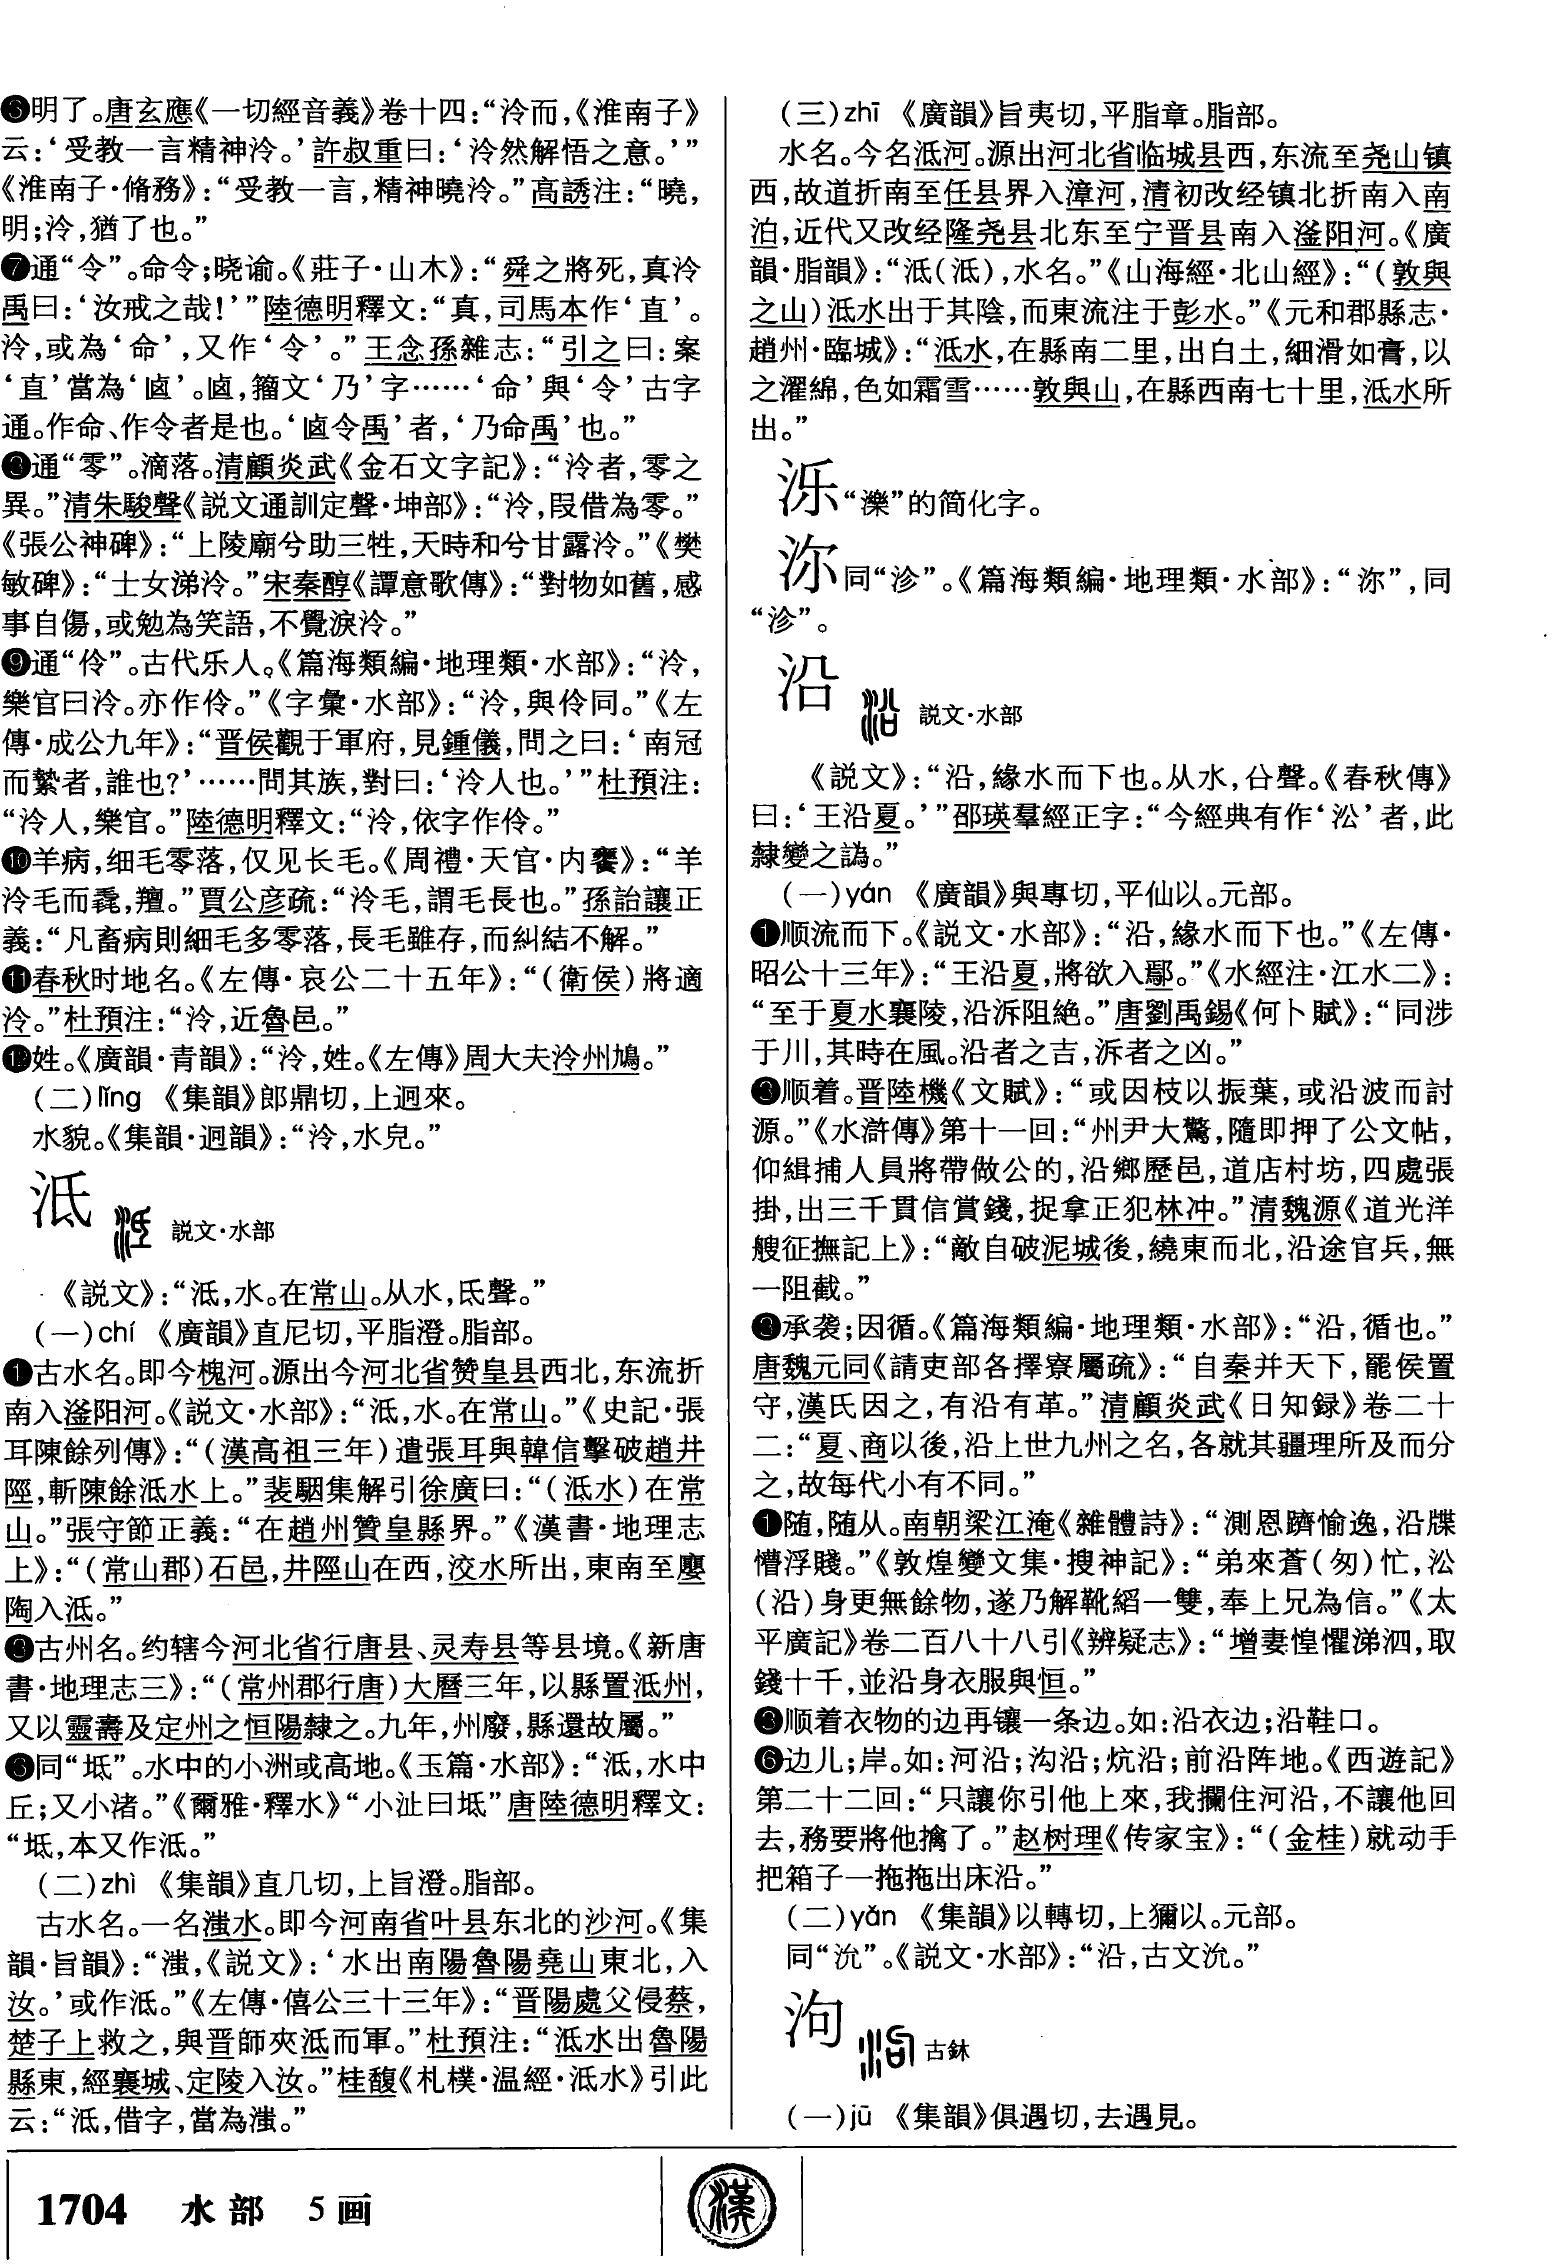 ❻明了。唐玄應《一切經音義》卷十四：“泠而，《淮南子》
云：‘受教一言精神泠。’許叔重曰：‘泠然解悟之意。’”
《淮南子·脩務》：“受教一言，精神曉泠。”高誘注：“曉，
明；泠，猶了也。”
❼通“令”。命令；晓谕。《莊子·山木》：“舜之將死，真泠
禹曰：‘汝戒之哉！’”陸德明釋文：“真，司馬本作‘直’。
泠，或為‘命’，又作‘令’。”王念孫雜志：“引之曰：案
‘直’當為‘㢟’。㢟，籀文‘乃’字……‘命’與‘令’古字
通。作命、作令者是也。‘㢟令禹’者，‘乃命禹’也。”
❽通“零”。滴落。清顧炎武《金石文字記》：“泠者，零之
異。”清朱駿聲《説文通訓定聲·坤部》：“泠，叚借為零。”
《張公神碑》：“上陵廟兮助三牲，天時和兮甘露泠。”《樊
敏碑》：“士女涕泠。”宋秦醇《譚意歌傳》：“對物如舊，感
事自傷，或勉為笑語，不覺淚泠。”
❾通“伶”。古代乐人。《篇海類編·地理類·水部》：“泠，
樂官曰泠。亦作伶。”《字彙·水部》：“泠，與伶同。”《左
傳·成公九年》：“晋侯觀于軍府，見鍾儀，問之曰：‘南冠
而縶者，誰也？’……問其族，對曰：‘泠人也。’”杜預注：
“泠人，樂官。”陸德明釋文：“泠，依字作伶。”
❿羊病，细毛零落，仅见长毛。《周禮·天官·内饔》：“羊
泠毛而毳，羶。”賈公彦疏：“泠毛，謂毛長也。”孫詒讓正
義：“凡畜病則細毛多零落，長毛雖存，而糾結不解。”
⓫春秋时地名。《左傳·哀公二十五年》：“（衛侯）將適
泠。”杜預注：“泠，近魯邑。”
⓬姓。《廣韻·青韻》：“泠，姓。《左傳》周大夫泠州鳩。”
（二）lǐng 《集韻》郎鼎切，上迥來。
水貌。《集韻·迥韻》：“泠，水皃。”
泜 説文·水部
《説文》：“泜，水。在常山。从水，氐聲。”
（一）chí 《廣韻》直尼切，平脂澄。脂部。
❶古水名。即今槐河。源出今河北省赞皇县西北，东流折
南入滏阳河。《説文·水部》：“泜，水。在常山。”《史記·張
耳陳餘列傳》：“（漢高祖三年）遣張耳與韓信擊破趙井
陘，斬陳餘泜水上。”裴駰集解引徐廣曰：“（泜水）在常
山。”張守節正義：“在趙州贊皇縣界。”《漢書·地理志
上》：“（常山郡）石邑，井陘山在西，洨水所出，東南至廮
陶入泜。”
❷古州名。约辖今河北省行唐县、灵寿县等县境。《新唐
書·地理志三》：“（常州郡行唐）大曆三年，以縣置泜州，
又以靈壽及定州之恒陽隸之。九年，州廢，縣還故屬。”
❸同“坻”。水中的小洲或高地。《玉篇·水部》：“泜，水中
丘；又小渚。”《爾雅·釋水》“小沚曰坻”唐陸德明釋文：
“坻，本又作泜。”
（二）zhì 《集韻》直几切，上旨澄。脂部。
古水名。一名滍水。即今河南省叶县东北的沙河。《集
韻·旨韻》：“滍，《説文》：‘水出南陽魯陽堯山東北，入
汝。’或作泜。”《左傳·僖公三十三年》：“晋陽處父侵蔡，
楚子上救之，與晋師夾泜而軍。”杜預注：“泜水出魯陽
縣東，經襄城、定陵入汝。”桂馥《札樸·温經·泜水》引此
云：“泜，借字，當為滍。”
（三）zhī 《廣韻》旨夷切，平脂章。脂部。
水名。今名泜河。源出河北省临城县西，东流至尧山镇
西，故道折南至任县界入漳河，清初改经镇北折南入南
泊，近代又改经隆尧县北东至宁晋县南入滏阳河。《廣
韻·脂韻》：“泜（泜），水名。”《山海經·北山經》：“（敦與
之山）泜水出于其陰，而東流注于彭水。”《元和郡縣志·
趙州·臨城》：“泜水，在縣南二里，出白土，細滑如膏，以
之濯綿，色如霜雪……敦與山，在縣西南七十里，泜水所
出。”
泺“濼”的简化字。
沵同“沴”。《篇海類編·地理類·水部》：“沵”，同
“沴”。
沿 説文·水部
《説文》：“沿，緣水而下也。从水，㕣聲。《春秋傳》
曰：‘王沿夏。’”邵瑛羣經正字：“今經典有作‘㳂’者，此
隸變之譌。”
（一）yán 《廣韻》與專切，平仙以。元部。
❶顺流而下。《説文·水部》：“沿，緣水而下也。”《左傳·
昭公十三年》：“王沿夏，將欲入鄢。”《水經注·江水二》：
“至于夏水襄陵，沿泝阻絶。”唐劉禹錫《何卜賦》：“同涉
于川，其時在風。沿者之吉，泝者之凶。”
❷顺着。晋陸機《文賦》：“或因枝以振葉，或沿波而討
源。”《水滸傳》第十一回：“州尹大驚，隨即押了公文帖，
仰緝捕人員將帶做公的，沿鄉歷邑，道店村坊，四處張
掛，出三千貫信賞錢，捉拿正犯林冲。”清魏源《道光洋
艘征撫記上》：“敵自破泥城後，繞東而北，沿途官兵，無
一阻截。”
❸承袭；因循。《篇海類編·地理類·水部》：“沿，循也。”
唐魏元同《請吏部各擇寮屬疏》：“自秦并天下，罷侯置
守，漢氏因之，有沿有革。”清顧炎武《日知録》卷二十
二：“夏、商以後，沿上世九州之名，各就其疆理所及而分
之，故每代小有不同。”
❹随，随从。南朝梁江淹《雜體詩》：“測恩躋愉逸，沿牒
懵浮賤。”《敦煌變文集·搜神記》：“弟來蒼（匆）忙，㳂
（沿）身更無餘物，遂乃解靴縚一雙，奉上兄為信。”《太
平廣記》卷二百八十八引《辨疑志》：“增妻惶懼涕泗，取
錢十千，並沿身衣服與恒。”
❺顺着衣物的边再镶一条边。如：沿衣边；沿鞋口。
❻边儿；岸。如：河沿；沟沿；炕沿；前沿阵地。《西遊記》
第二十二回：“只讓你引他上來，我攔住河沿，不讓他回
去，務要將他擒了。”赵树理《传家宝》：“（金桂）就动手
把箱子一拖拖出床沿。”
（二）yǎn 《集韻》以轉切，上獮以。元部。
同“沇”。《説文·水部》：“沿，古文沇。”
泃 古鉥
（一）jū 《集韻》俱遇切，去遇見。
1704 水部 5画
漢